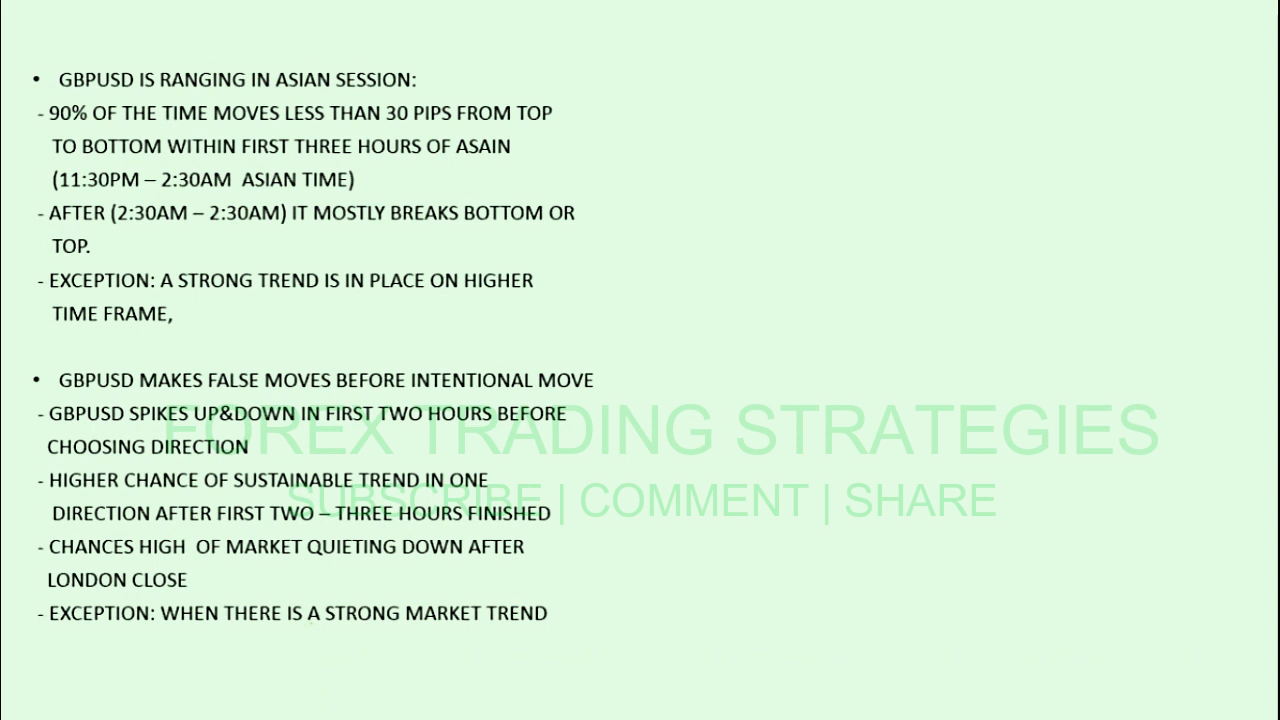 • GBPUSD IS RANGING IN ASIAN SESSION:
- 90% OF THE TIME MOVES LESS THAN 30 PIPS FROM TOP
TO BOTTOM WITHIN FIRST THREE HOURS OF ASAIN
(11:30PM – 2:30AM ASIAN TIME)
- AFTER (2:30AM – 2:30AM) IT MOSTLY BREAKS BOTTOM OR
TOP.
- EXCEPTION: A STRONG TREND IS IN PLACE ON HIGHER
TIME FRAME,
• GBPUSD MAKES FALSE MOVES BEFORE INTENTIONAL MOVE
- GBPUSD SPIKES UP&DOWN IN FIRST TWO HOURS BEFORE
FOREX TRADING STRATEGIES
CHOOSING DIRECTION
- HIGHER CHANCE OF SUSTAINABLE TREND IN ONE
SUBSCRIBE | COMMENT | SHARE
DIRECTION AFTER FIRST TWO – THREE HOURS FINISHED
- CHANCES HIGH OF MARKET QUIETING DOWN AFTER
LONDON CLOSE
- EXCEPTION: WHEN THERE IS A STRONG MARKET TREND